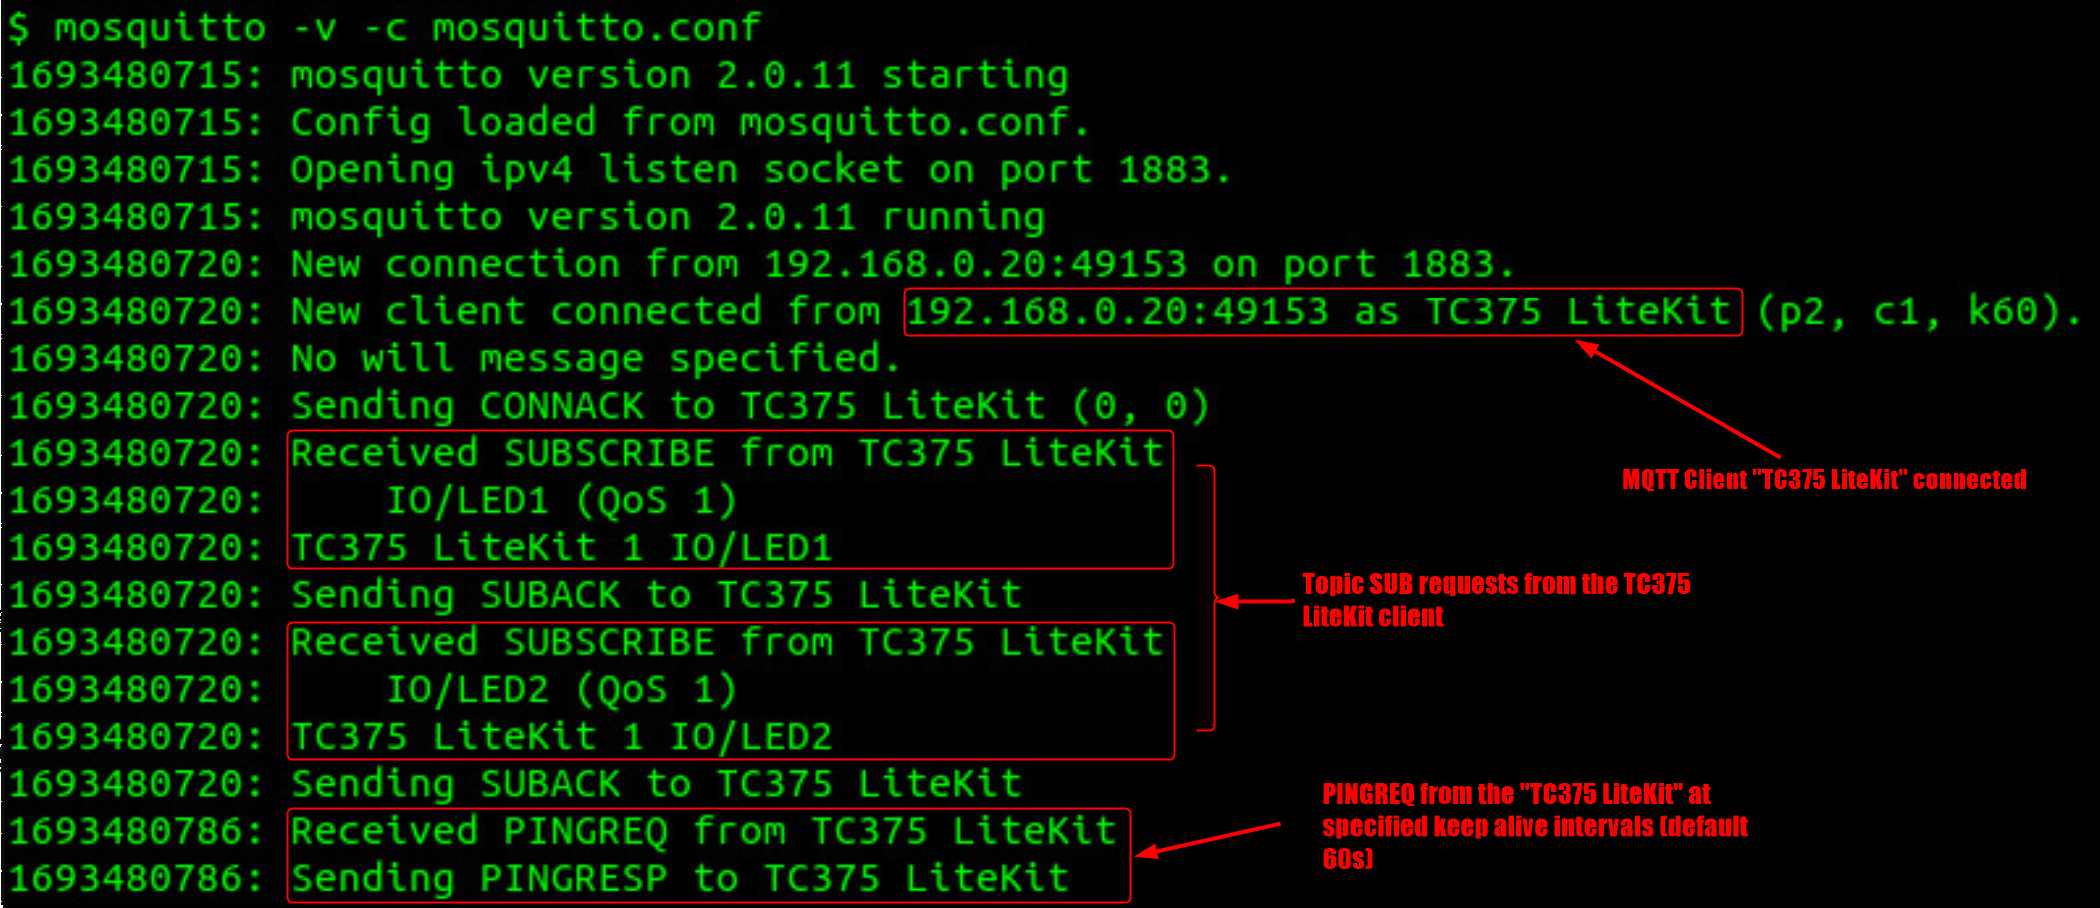 $ mosquitto -v -c mosquitto.conf
1693480715: mosquitto version 2.0.11 starting
1693480715: Config loaded from mosquitto.conf.
1693480715: Opening ipv4 listen socket on port 1883.
1693480715: mosquitto version 2.0.11 running
1693480720: New connection from 192.168.0.20:49153 on port 1883.
1693480720: New client connected from 192.168.0.20:49153 as TC375 LiteKit (p2, c1, k60).
1693480720: No will message specified.
1693480720: Sending CONNACK to TC375 LiteKit (0, 0)
1693480720: Received SUBSCRIBE from TC375 LiteKit
1693480720:     IO/LED1 (QoS 1)
1693480720: TC375 LiteKit 1 IO/LED1
1693480720: Sending SUBACK to TC375 LiteKit
1693480720: Received SUBSCRIBE from TC375 LiteKit
1693480720:     IO/LED2 (QoS 1)
1693480720: TC375 LiteKit 1 IO/LED2
1693480720: Sending SUBACK to TC375 LiteKit
1693480786: Received PINGREQ from TC375 LiteKit
1693480786: Sending PINGRESP to TC375 LiteKit
MQTT Client "TC375 LiteKit" connected
Topic SUB requests from the TC375
LiteKit client
PINGREQ from the "TC375 LiteKit" at
specified keep alive intervals (default
60s)